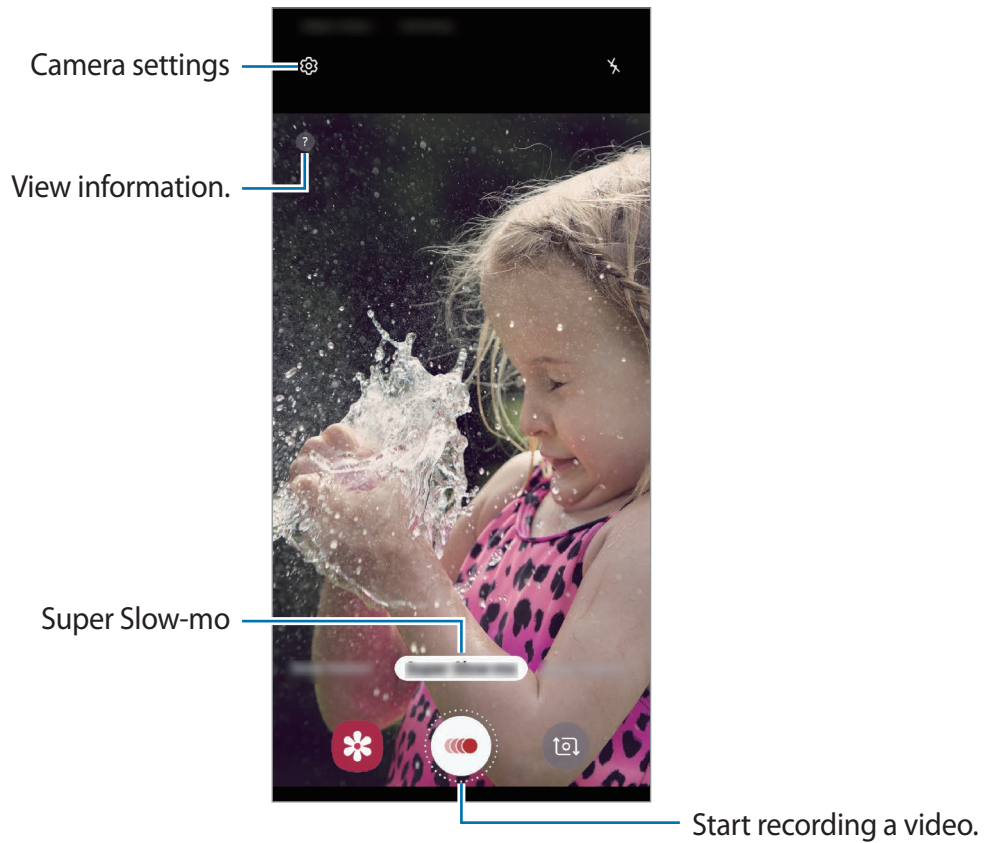 Camera settings
?
View information.
Super Slow-mo
Start recording a video.